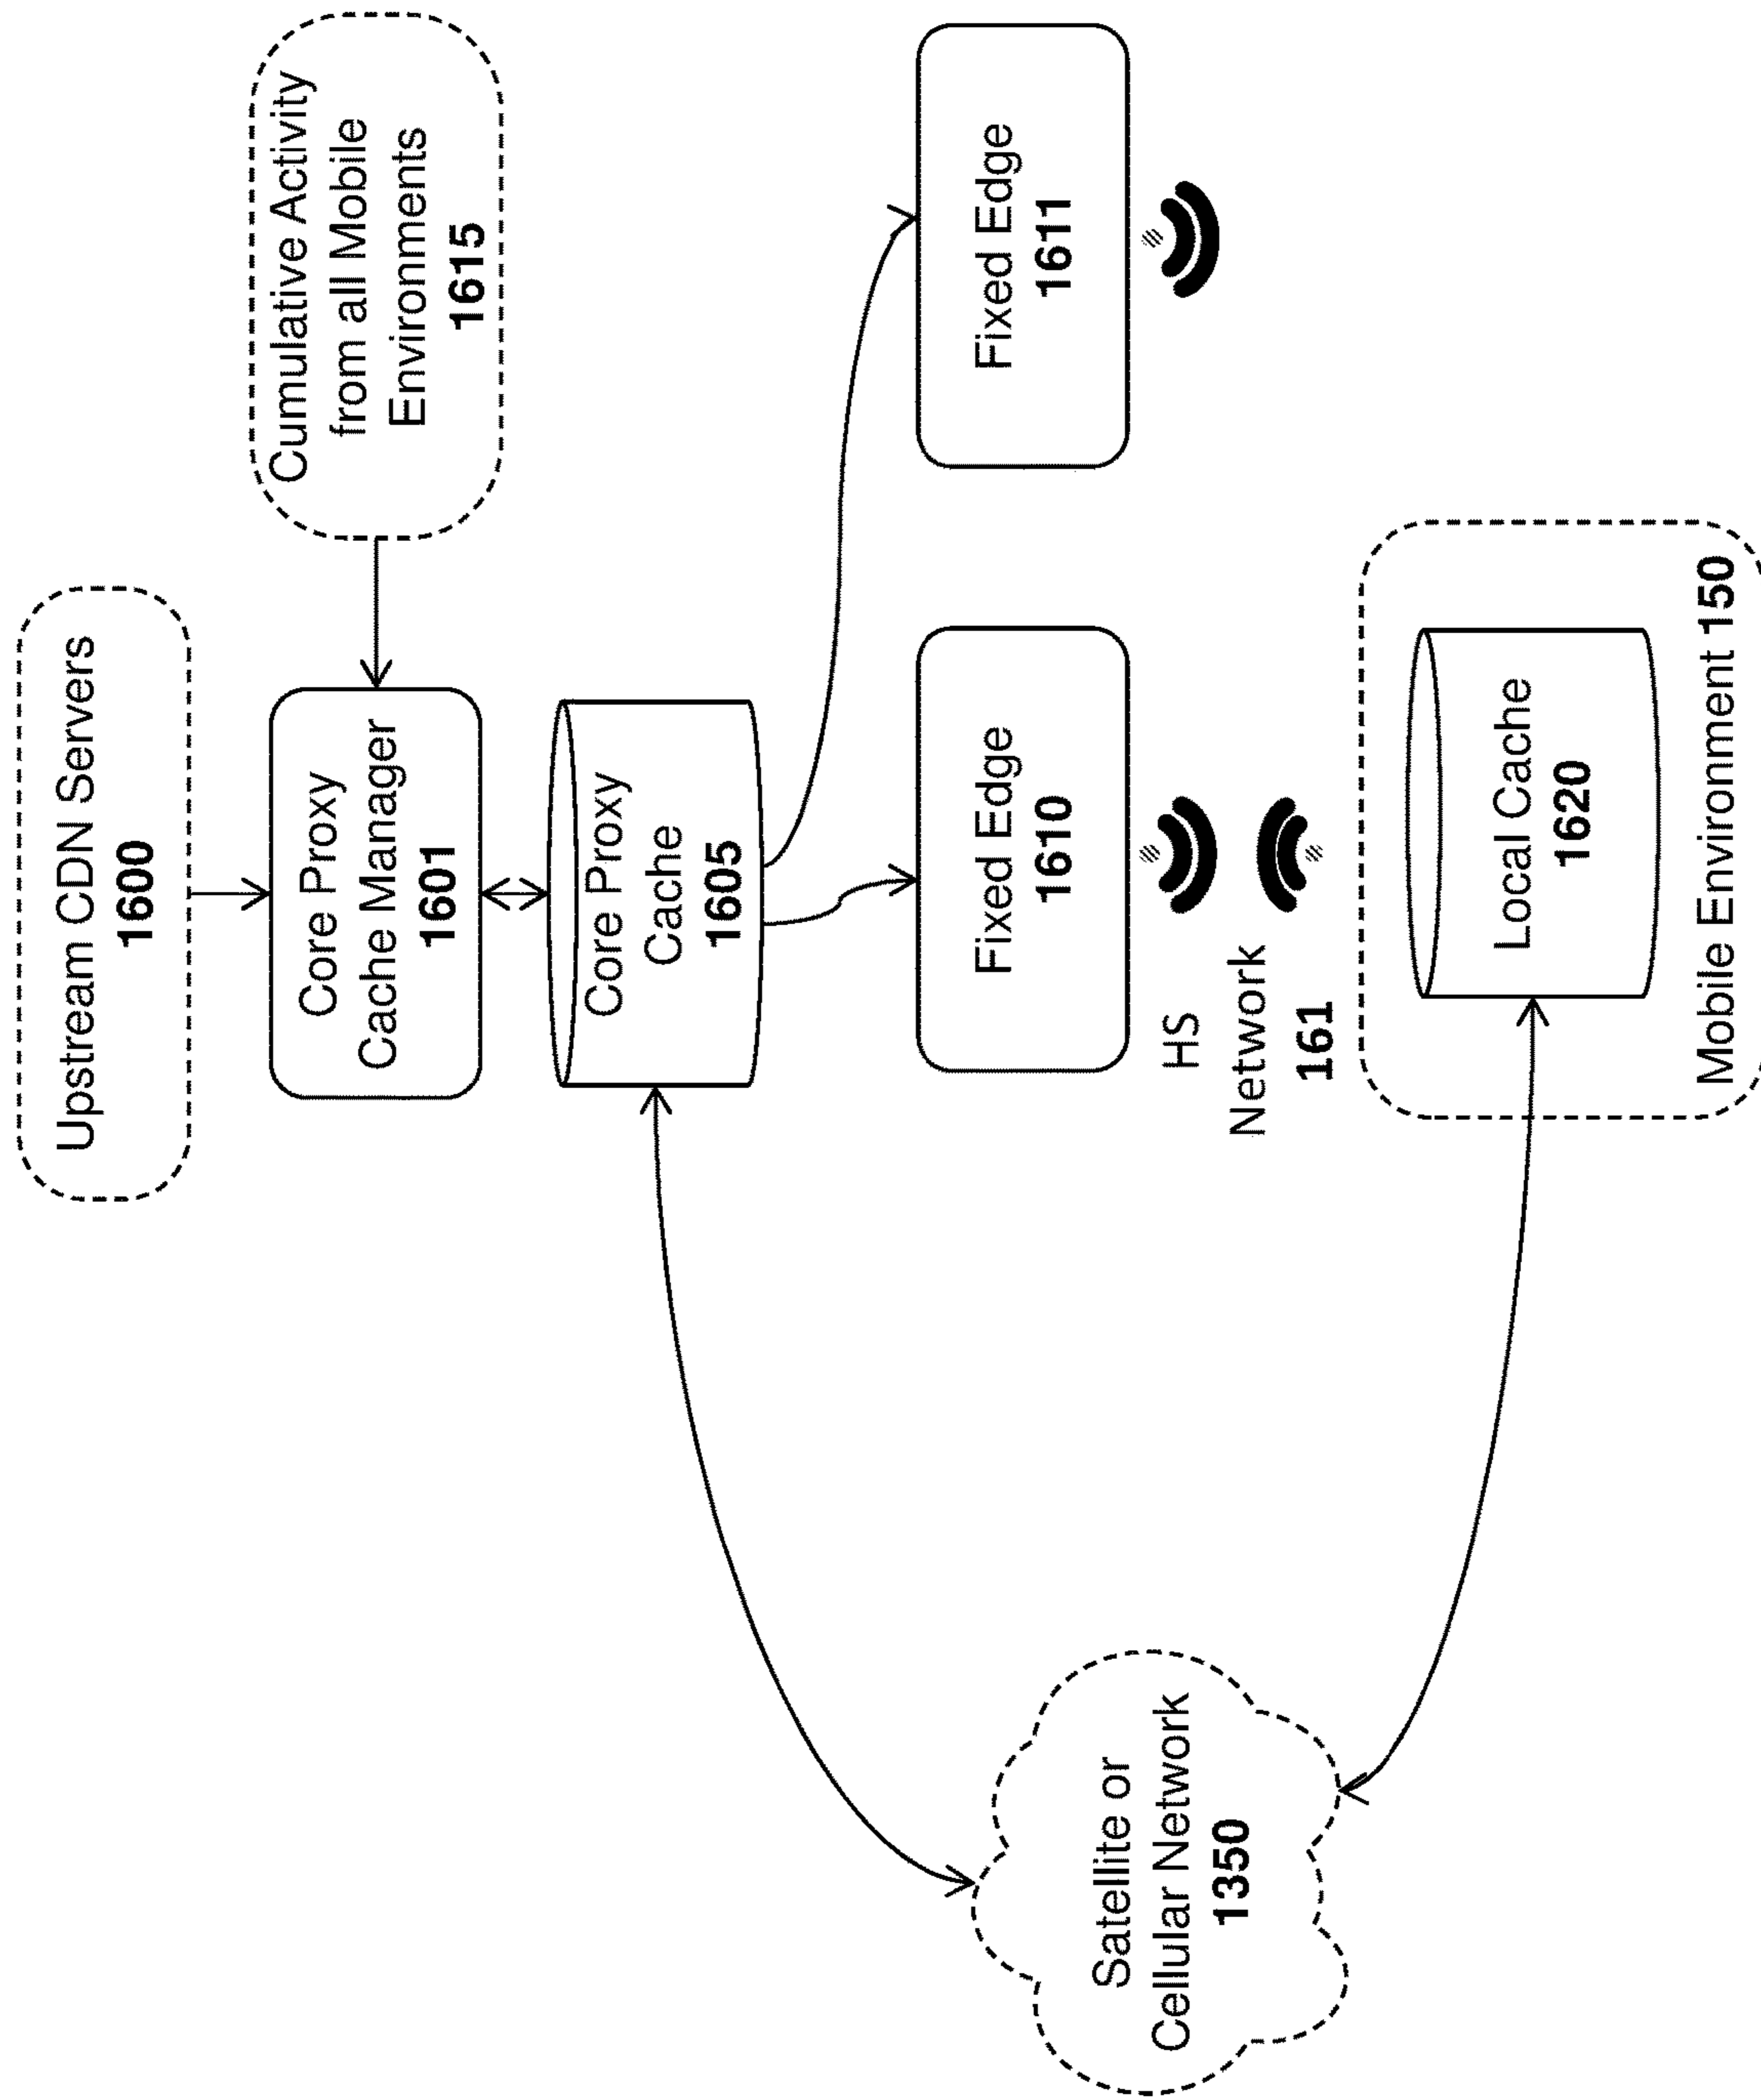 Upstream CDN Servers
1600
Cumulative Activity
from all Mobile
Environments
1615
Core Proxy
Cache Manager
1601
Core Proxy
Cache
1605
Fixed Edge
1610
Fixed Edge
1611
Satellite or
Cellular Network
1350
HS
Network
161
Local Cache
1620
Mobile Environment 150